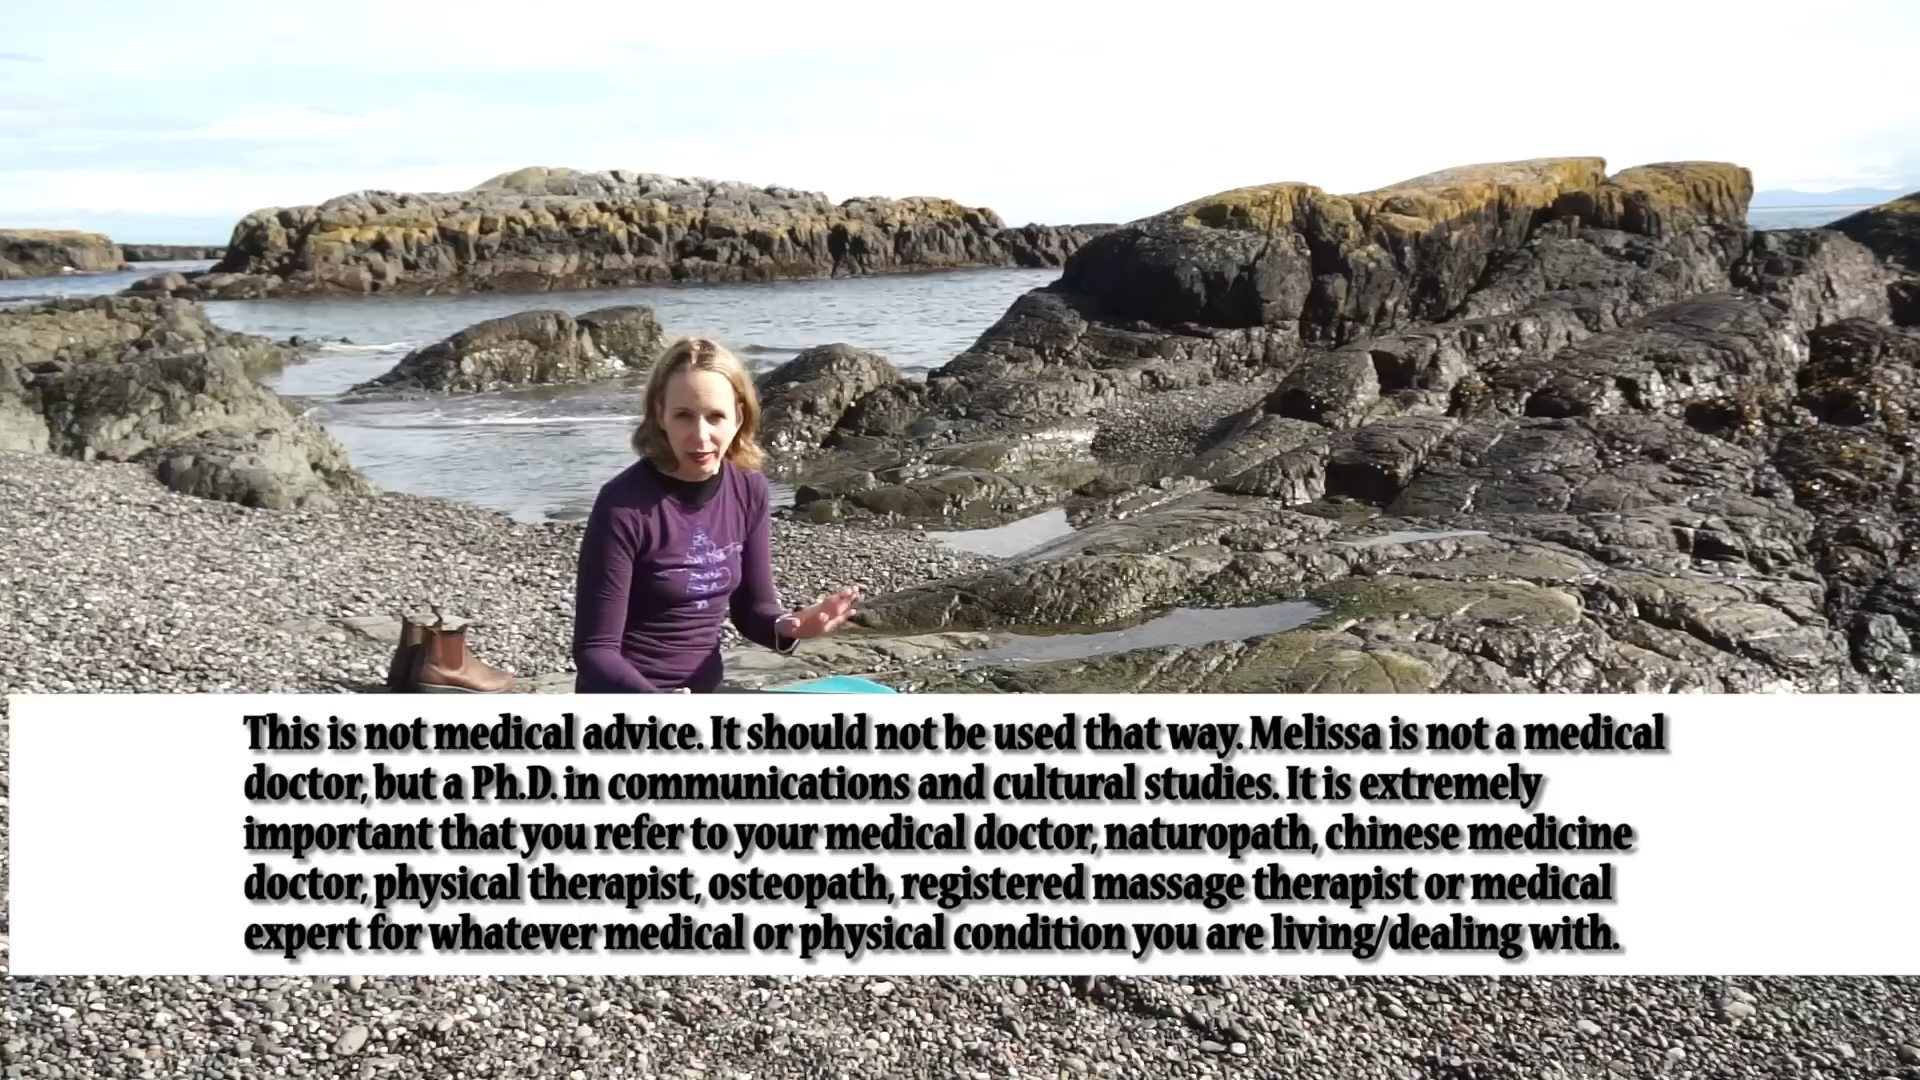 This is not medical advice. It should not be used that way. Melissa is not a medical
doctor, but a Ph.D. in communications and cultural studies. It is extremely
important that you refer to your medical doctor, naturopath, chinese medicine
doctor, physical therapist, osteopath, registered massage therapist or medical
expert for whatever medical or physical condition you are living/dealing with.